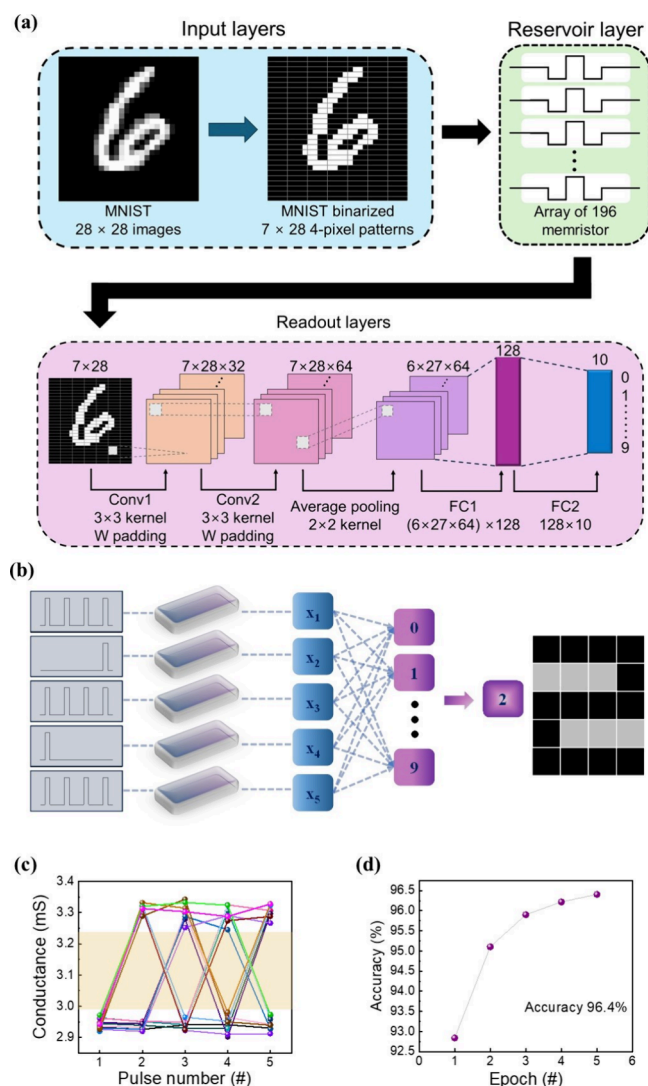 (a)
Input layers
Reservoir layer
MNIST
28 × 28 images
MNIST binarized
7 × 28 4-pixel patterns
Array of 196
memristor
Readout layers
7×28
7×28×32
7×28×64
6×27×64
128
10
0
1
9
Conv1
3×3 kernel
W padding
Conv2
3×3 kernel
W padding
Average pooling
2×2 kernel
FC1
(6×27×64) ×128
FC2
128×10
(b)
x1
x2
x3
x4
x5
0
1
9
2
(c)
Conductance (mS)
3.4
3.3
3.2
3.1
3.0
2.9
1 2 3 4 5
Pulse number (#)
(d)
Accuracy (%)
96.5
96.0
95.5
95.0
94.5
94.0
93.5
93.0
92.5
Accuracy 96.4%
0 1 2 3 4 5 6
Epoch (#)